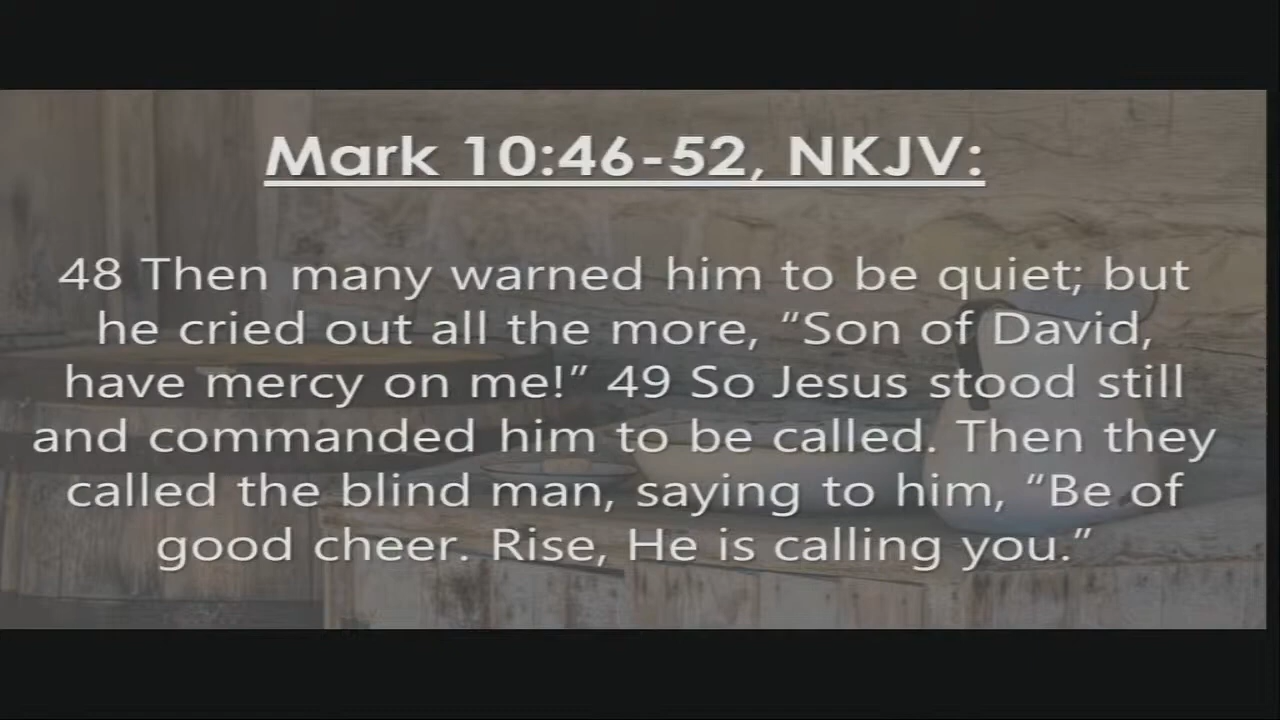 Mark 10:46-52, NKJV:
48 Then many warned him to be quiet; but
he cried out all the more, “Son of David,
have mercy on me!” 49 So Jesus stood still
and commanded him to be called. Then they
called the blind man, saying to him, “Be of
good cheer. Rise, He is calling you.”